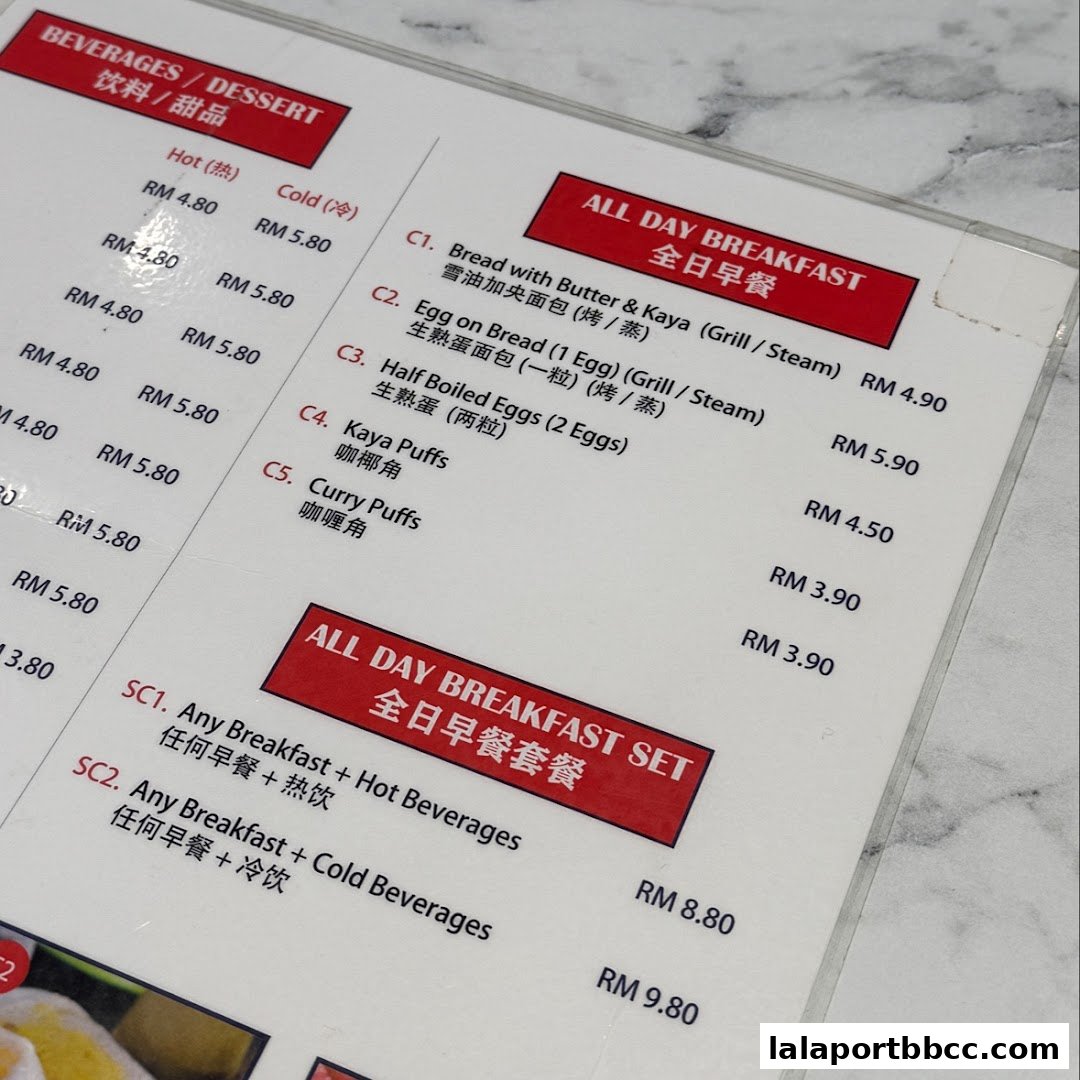 BEVERAGES / DESSERT
饮料 / 甜品
Hot (热) Cold (冷)
RM 4.80 RM 5.80
RM 4.80 RM 5.80
RM 4.80 RM 5.80
RM 4.80 RM 5.80
4.80 RM 5.80
RM 5.80
RM 5.80
3.80
ALL DAY BREAKFAST
全日早餐
C1. Bread with Butter & Kaya (Grill / Steam) RM 4.90
雪油加央面包 (烤 / 蒸)
C2. Egg on Bread (1 Egg) (Grill / Steam) RM 5.90
生熟蛋面包 (一粒) (烤 / 蒸)
C3. Half Boiled Eggs (2 Eggs) RM 4.50
生熟蛋 (两粒)
C4. Kaya Puffs RM 3.90
咖椰角
C5. Curry Puffs RM 3.90
咖喱角
ALL DAY BREAKFAST SET
全日早餐套餐
SC1. Any Breakfast + Hot Beverages RM 8.80
任何早餐 + 热饮
SC2. Any Breakfast + Cold Beverages RM 9.80
任何早餐 + 冷饮
lalaportbbcc.com